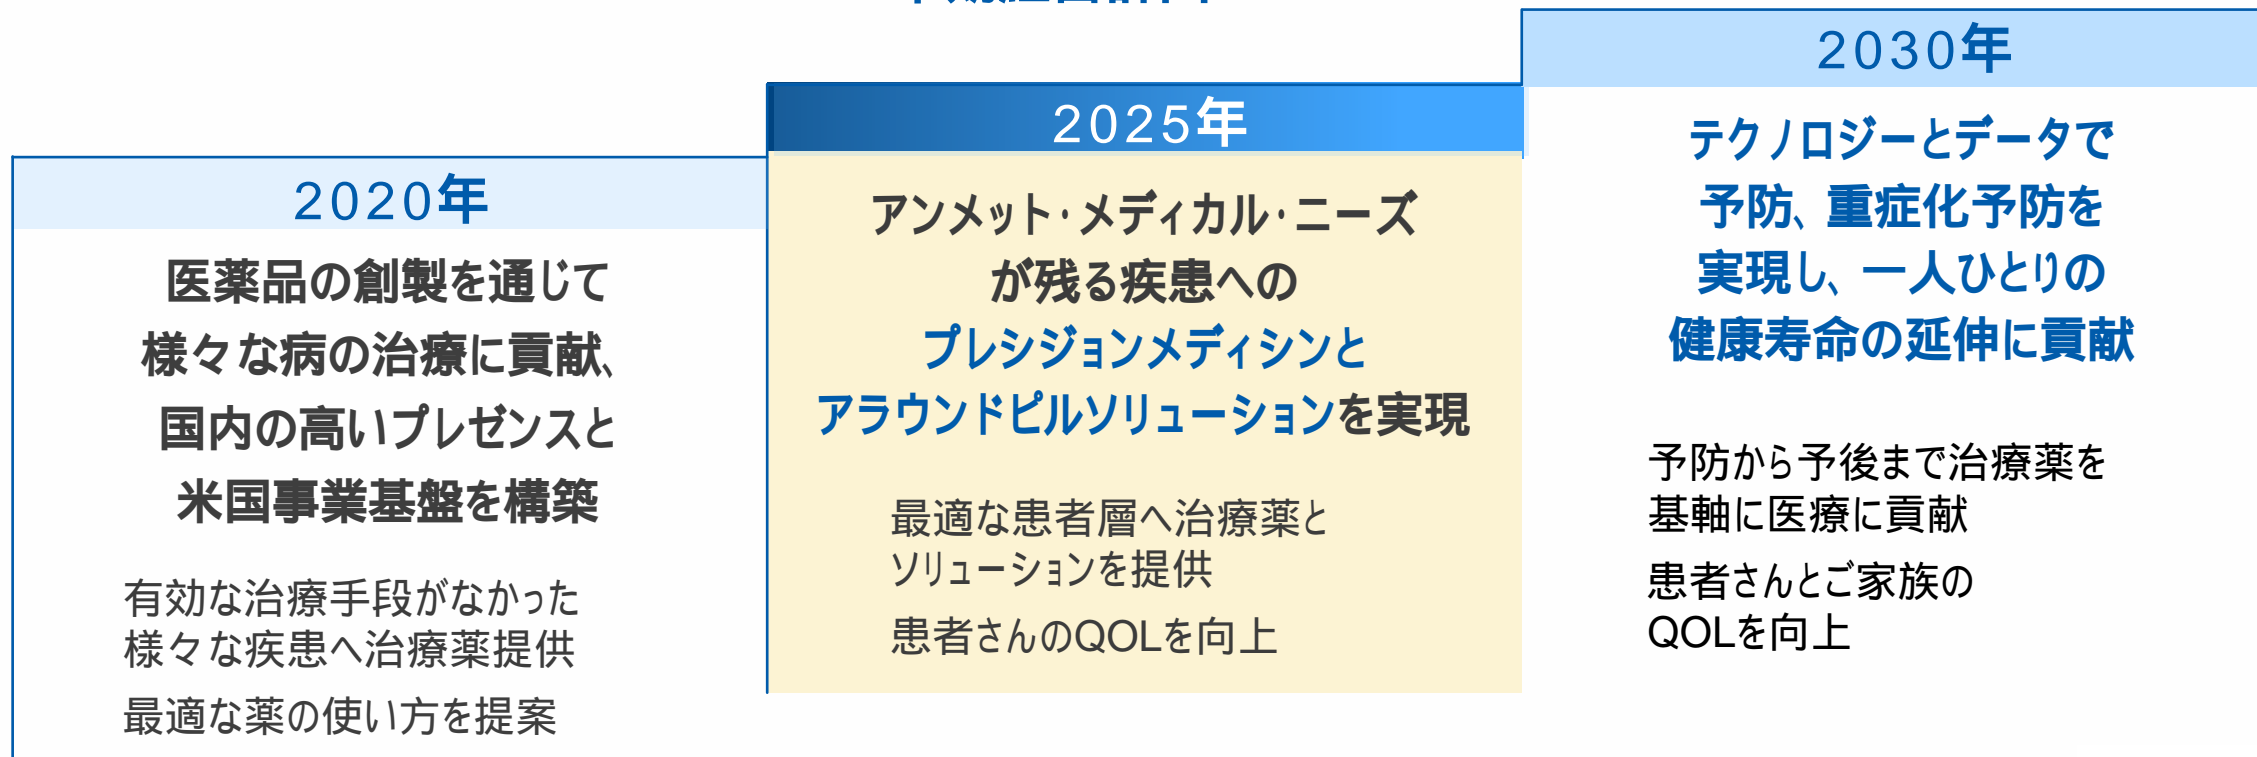 2020年
医薬品の創製を通じて
様々な病の治療に貢献、
国内の高いプレゼンスと
米国事業基盤を構築
有効な治療手段がなかった
様々な疾患へ治療薬提供
最適な薬の使い方を提案
2025年
アンメット・メディカル・ニーズ
が残る疾患への
プレシジョンメディシンと
アラウンドピルソリューションを実現
最適な患者層へ治療薬と
ソリューションを提供
患者さんのQOLを向上
2030年
テクノロジーとデータで
予防、重症化予防を
実現し、一人ひとりの
健康寿命の延伸に貢献
予防から予後まで治療薬を
基軸に医療に貢献
患者さんとご家族の
QOLを向上